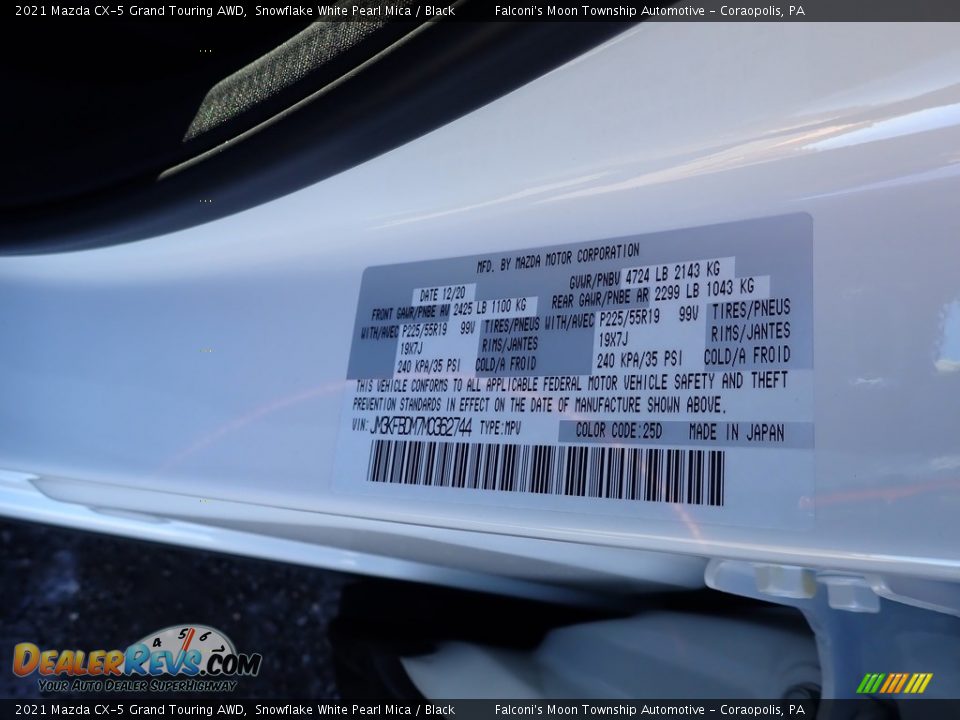 2021 Mazda CX-5 Grand Touring AWD, Snowflake White Pearl Mica / Black Falconi's Moon Township Automotive - Coraopolis, PA
MFD. BY MAZDA MOTOR CORPORATION
DATE 12/20 GVWR/PNBV 4724 LB 2143 KG
FRONT GAWR/PNBE AV 2425 LB 1100 KG REAR GAWR/PNBE AR 2299 LB 1043 KG
WITH/AVEC P225/55R19 99V TIRES/PNEUS WITH/AVEC P225/55R19 99V TIRES/PNEUS
19X7J RIMS/JANTES 19X7J RIMS/JANTES
240 KPA/35 PSI COLD/A FROID 240 KPA/35 PSI COLD/A FROID
THIS VEHICLE CONFORMS TO ALL APPLICABLE FEDERAL MOTOR VEHICLE SAFETY AND THEFT
PREVENTION STANDARDS IN EFFECT ON THE DATE OF MANUFACTURE SHOWN ABOVE.
VIN: JM3KFBDM7M0362744 TYPE:MPV COLOR CODE:25D MADE IN JAPAN
4 5 6
DEALERREVS.COM
YOUR AUTO DEALER SUPERHIGHWAY
2021 Mazda CX-5 Grand Touring AWD, Snowflake White Pearl Mica / Black Falconi's Moon Township Automotive - Coraopolis, PA